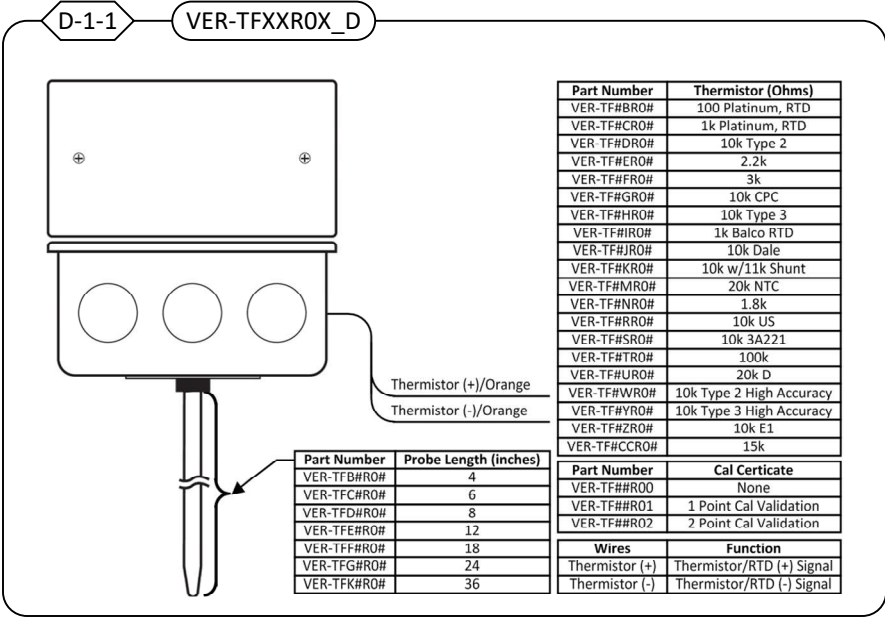 D-1-1
VER-TFXXR0X_D
Part Number Thermistor (Ohms)
VER-TF#BR0# 100 Platinum, RTD
VER-TF#CR0# 1k Platinum, RTD
VER-TF#DR0# 10k Type 2
VER-TF#ER0# 2.2k
VER-TF#FR0# 3k
VER-TF#GR0# 10k CPC
VER-TF#HR0# 10k Type 3
VER-TF#IR0# 1k Balco RTD
VER-TF#JR0# 10k Dale
VER-TF#KR0# 10k w/11k Shunt
VER-TF#MR0# 20k NTC
VER-TF#NR0# 1.8k
VER-TF#RR0# 10k US
VER-TF#SR0# 10k 3A221
VER-TF#TR0# 100k
VER-TF#UR0# 20k D
VER-TF#WR0# 10k Type 2 High Accuracy
VER-TF#YR0# 10k Type 3 High Accuracy
VER-TF#ZR0# 10k E1
VER-TF#CCR0# 15k
Thermistor (+)/Orange
Thermistor (-)/Orange
Part Number Probe Length (inches)
VER-TFB#R0# 4
VER-TFC#R0# 6
VER-TFD#R0# 8
VER-TFE#R0# 12
VER-TFF#R0# 18
VER-TFG#R0# 24
VER-TFK#R0# 36
Part Number Cal Certicate
VER-TF##R00 None
VER-TF##R01 1 Point Cal Validation
VER-TF##R02 2 Point Cal Validation
Wires Function
Thermistor (+) Thermistor/RTD (+) Signal
Thermistor (-) Thermistor/RTD (-) Signal